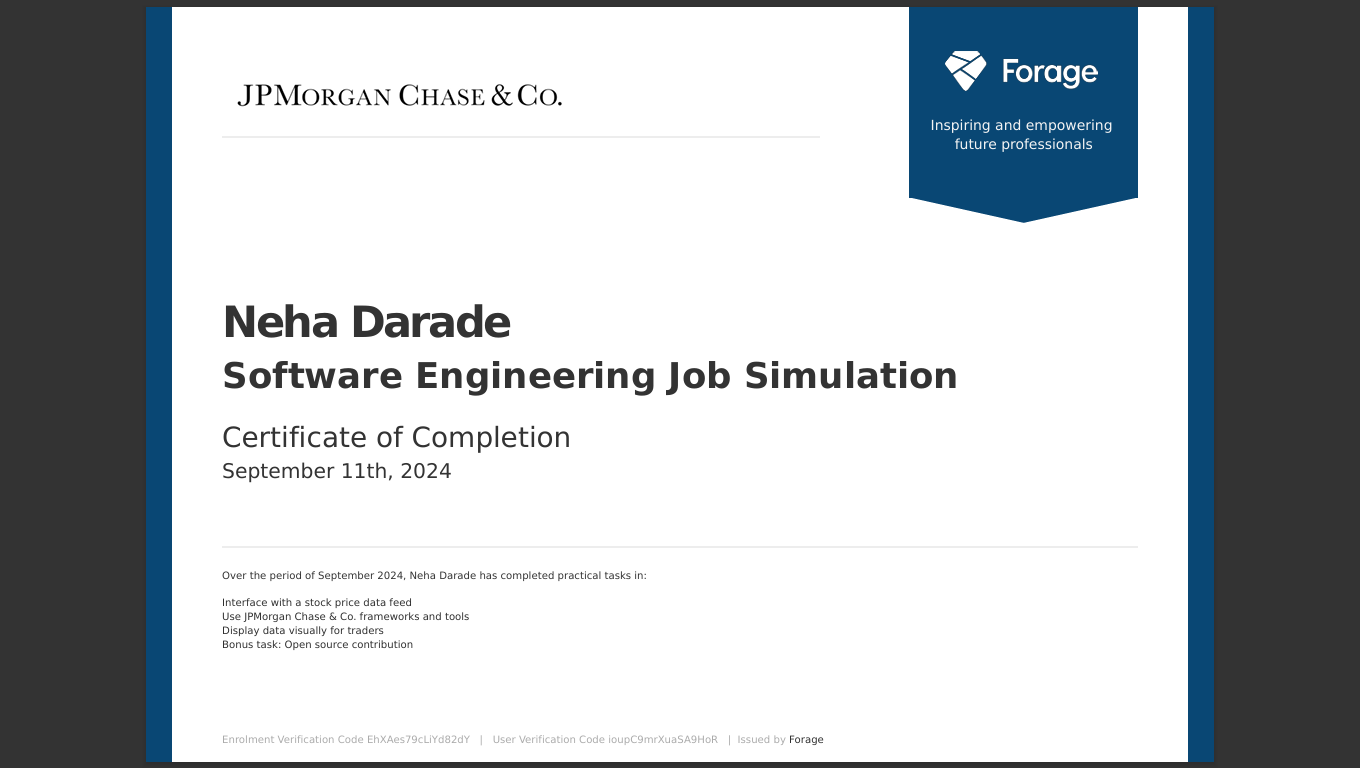 JPMORGAN CHASE & CO.
Forage
Inspiring and empowering
future professionals
Neha Darade
Software Engineering Job Simulation
Certificate of Completion
September 11th, 2024
Over the period of September 2024, Neha Darade has completed practical tasks in:
Interface with a stock price data feed
Use JPMorgan Chase & Co. frameworks and tools
Display data visually for traders
Bonus task: Open source contribution
Enrolment Verification Code EhXAes79cLiYd82dY | User Verification Code ioupC9mrXuaSA9HoR | Issued by Forage